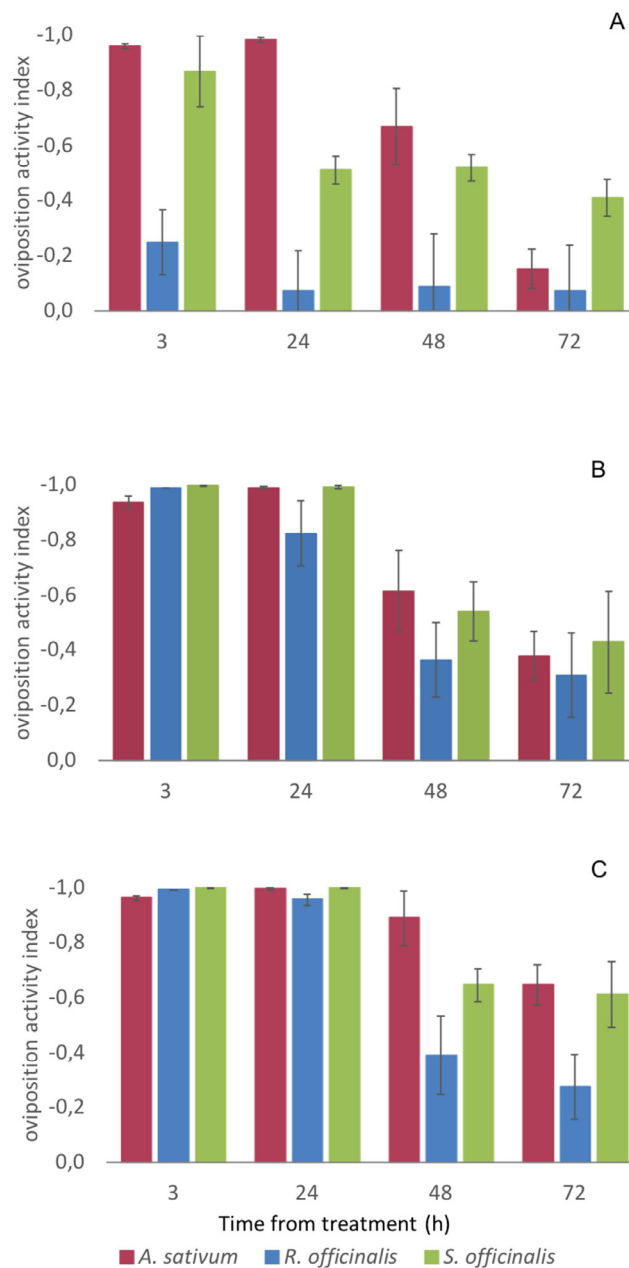 A
oviposition activity index
-1,0
-0,8
-0,6
-0,4
-0,2
0,0
3 24 48 72
B
oviposition activity index
-1,0
-0,8
-0,6
-0,4
-0,2
0,0
3 24 48 72
C
oviposition activity index
-1,0
-0,8
-0,6
-0,4
-0,2
0,0
3 24 48 72
Time from treatment (h)
A. sativum R. officinalis S. officinalis